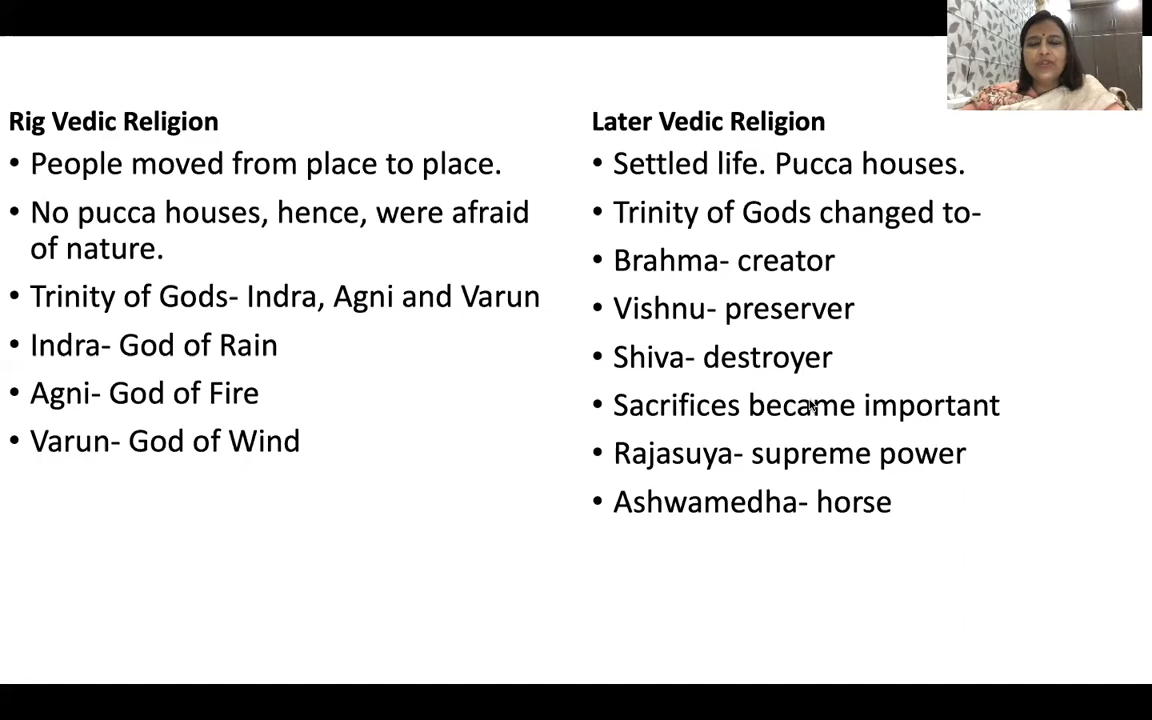 Rig Vedic Religion
• People moved from place to place.
• No pucca houses, hence, were afraid
of nature.
• Trinity of Gods- Indra, Agni and Varun
• Indra- God of Rain
• Agni- God of Fire
• Varun- God of Wind
Later Vedic Religion
• Settled life. Pucca houses.
• Trinity of Gods changed to-
• Brahma- creator
• Vishnu- preserver
• Shiva- destroyer
• Sacrifices became important
• Rajasuya- supreme power
• Ashwamedha- horse